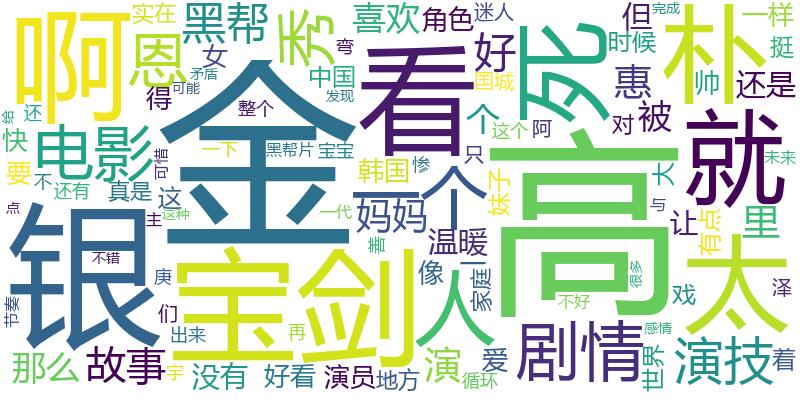 啊
恩
黑帮
秀
实在
喜欢
角色
迷人
弯
完成
但
时候
死
朴
一样
挺
帅
还是
女
矛盾
可能
得
中国
发现
好
国城
惠
个
这个
阿
对
被
看
金
整个
给
还
快
电影
要
不
还有
真是
这
可惜
一下
黑帮片
宝宝
韩国
惨
只
一个
妈妈
妹子
大
与
未来
就
让
有点
里
高
太
点
主
这种
一代
善
温暖
银
不错
宝剑
庚
们
像
人
家庭
很多
不好
戏
泽
节奏
出来
再
剧情
感情
世界
演技
着
那么
故事
宇
没有
好看
演员
地方
演
循环
爱